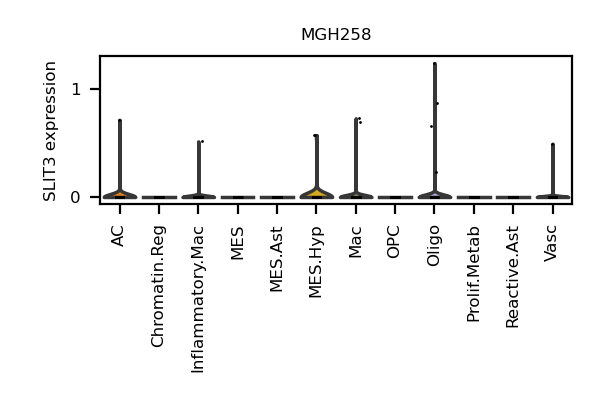 MGH258
SLIT3 expression
1
0
AC
Chromatin.Reg
Inflammatory.Mac
MES
MES.Ast
MES.Hyp
Mac
OPC
Oligo
Prolif.Metab
Reactive.Ast
Vasc